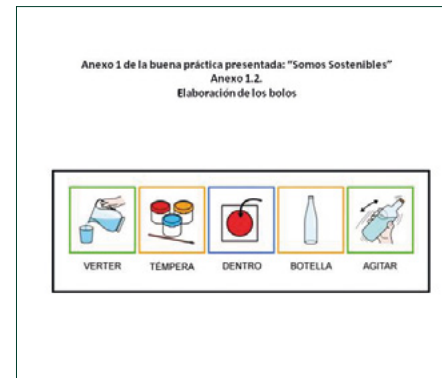 Anexo 1 de la buena práctica presentada: "Somos Sostenibles"
Anexo 1.2.
Elaboración de los bolos
VERTER TÉMPERA DENTRO BOTELLA AGITAR